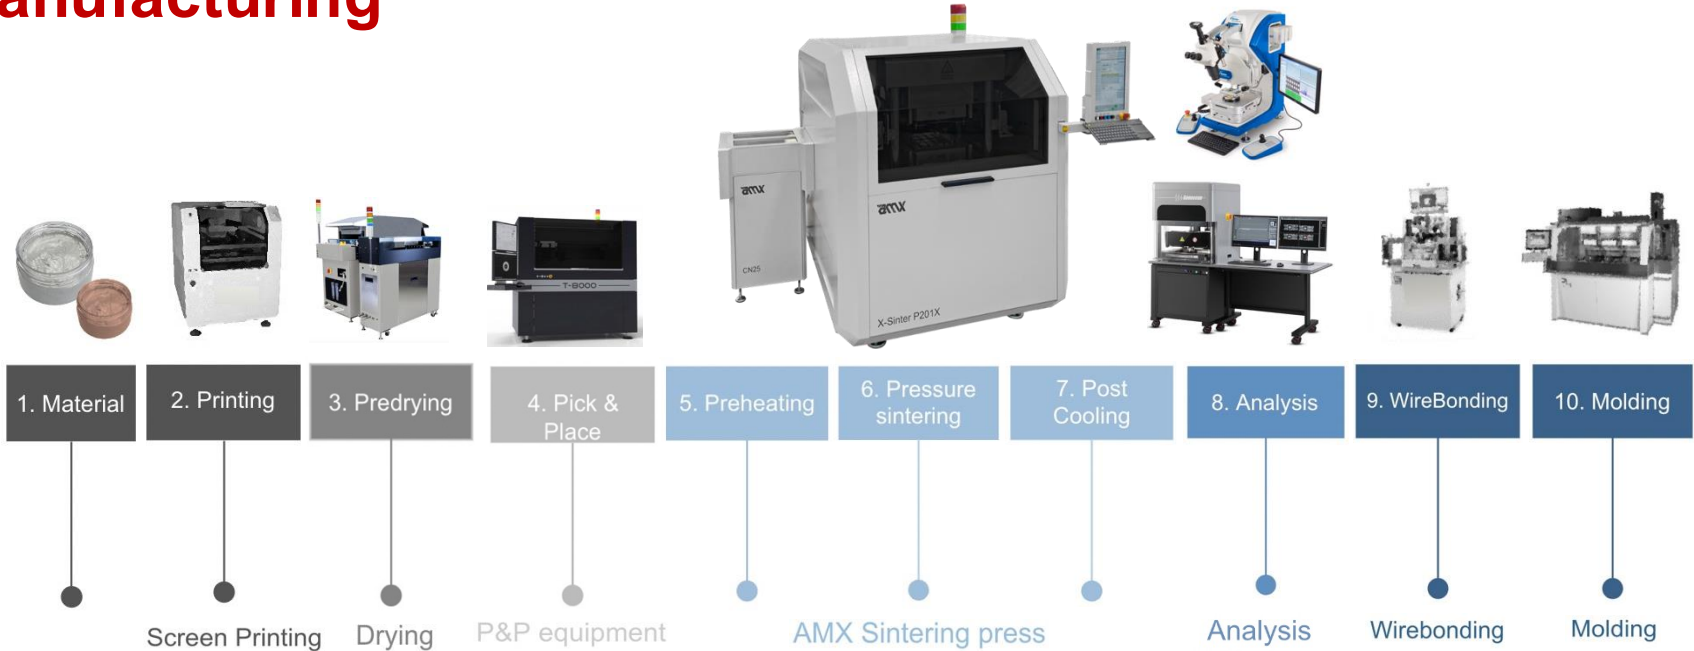 anufacturing
amx
amx
CN25
X-Sinter P201X
T-8000
1. Material
2. Printing
3. Predrying
4. Pick &
Place
5. Preheating
6. Pressure
sintering
7. Post
Cooling
8. Analysis
9. WireBonding
10. Molding
Screen Printing
Drying
P&P equipment
AMX Sintering press
Analysis
Wirebonding
Molding